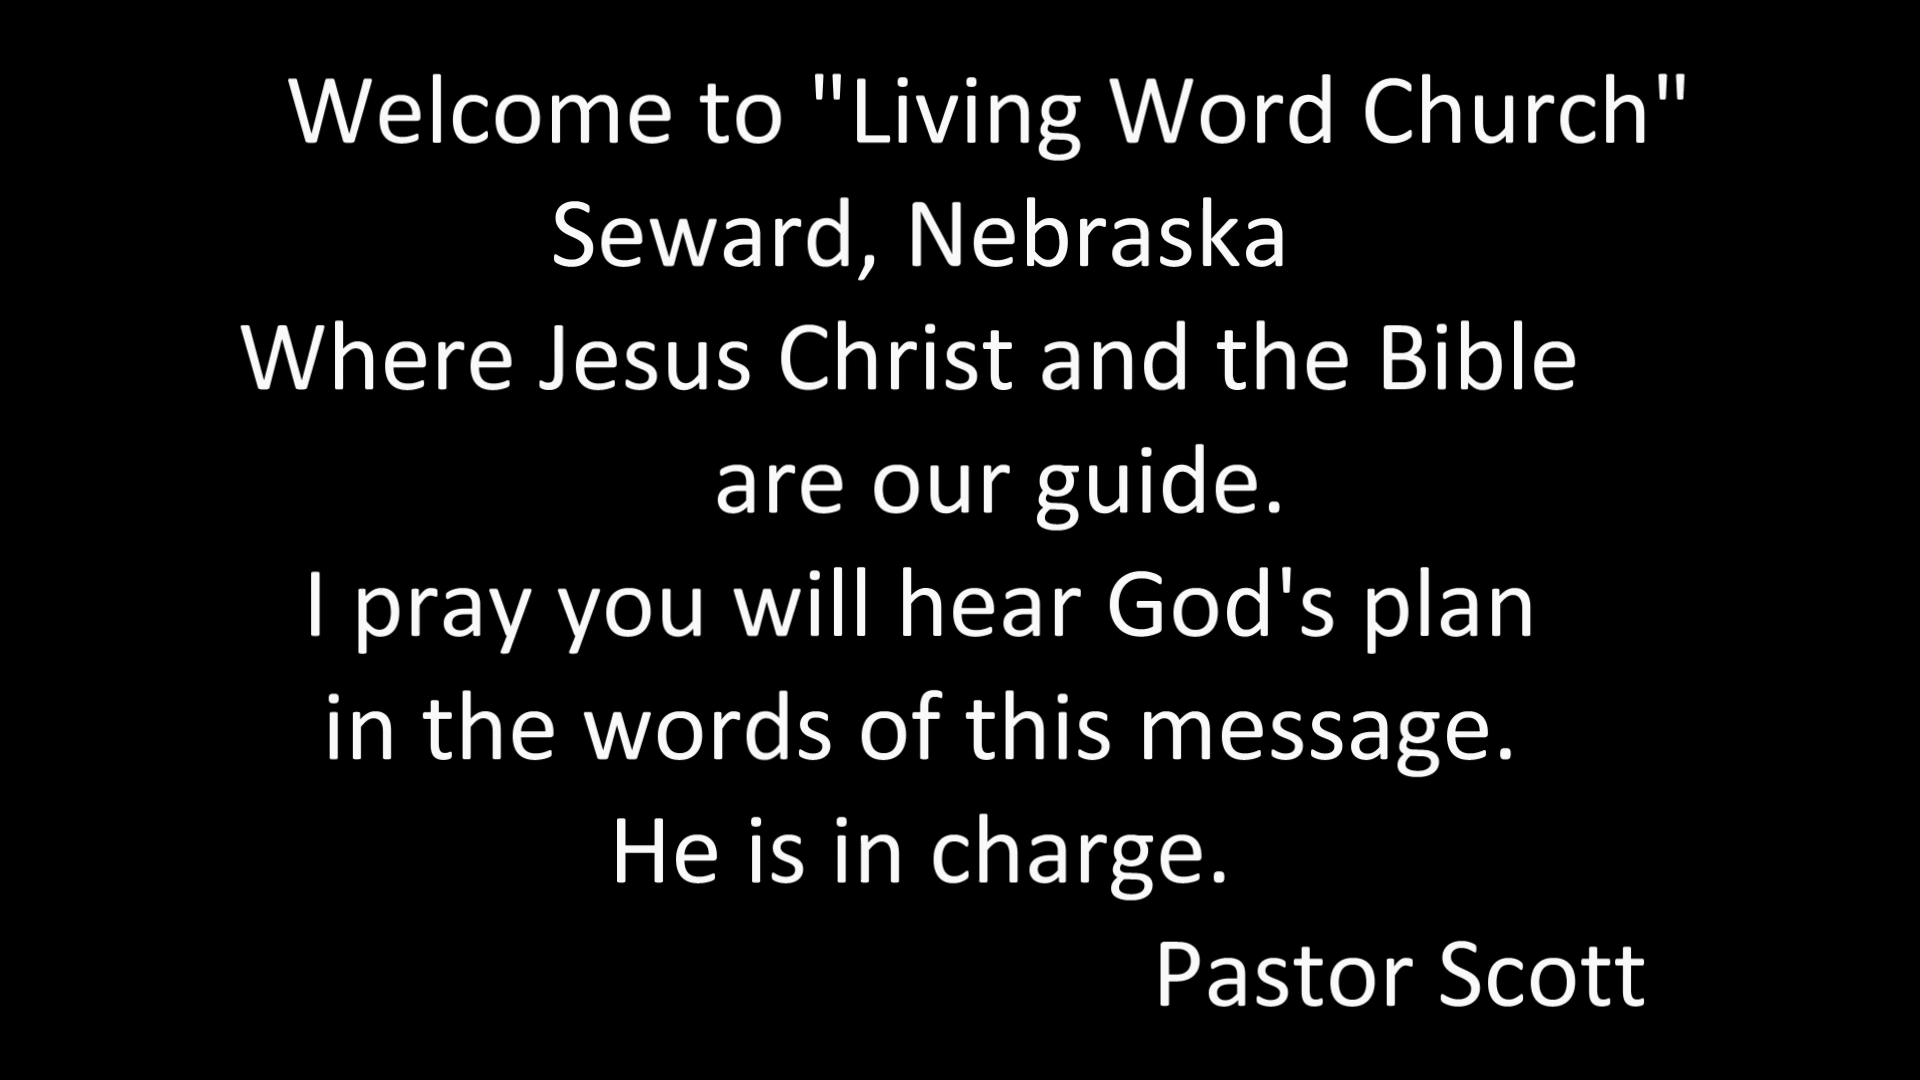 Welcome to "Living Word Church"
Seward, Nebraska
Where Jesus Christ and the Bible
are our guide.
I pray you will hear God's plan
in the words of this message.
He is in charge.
Pastor Scott